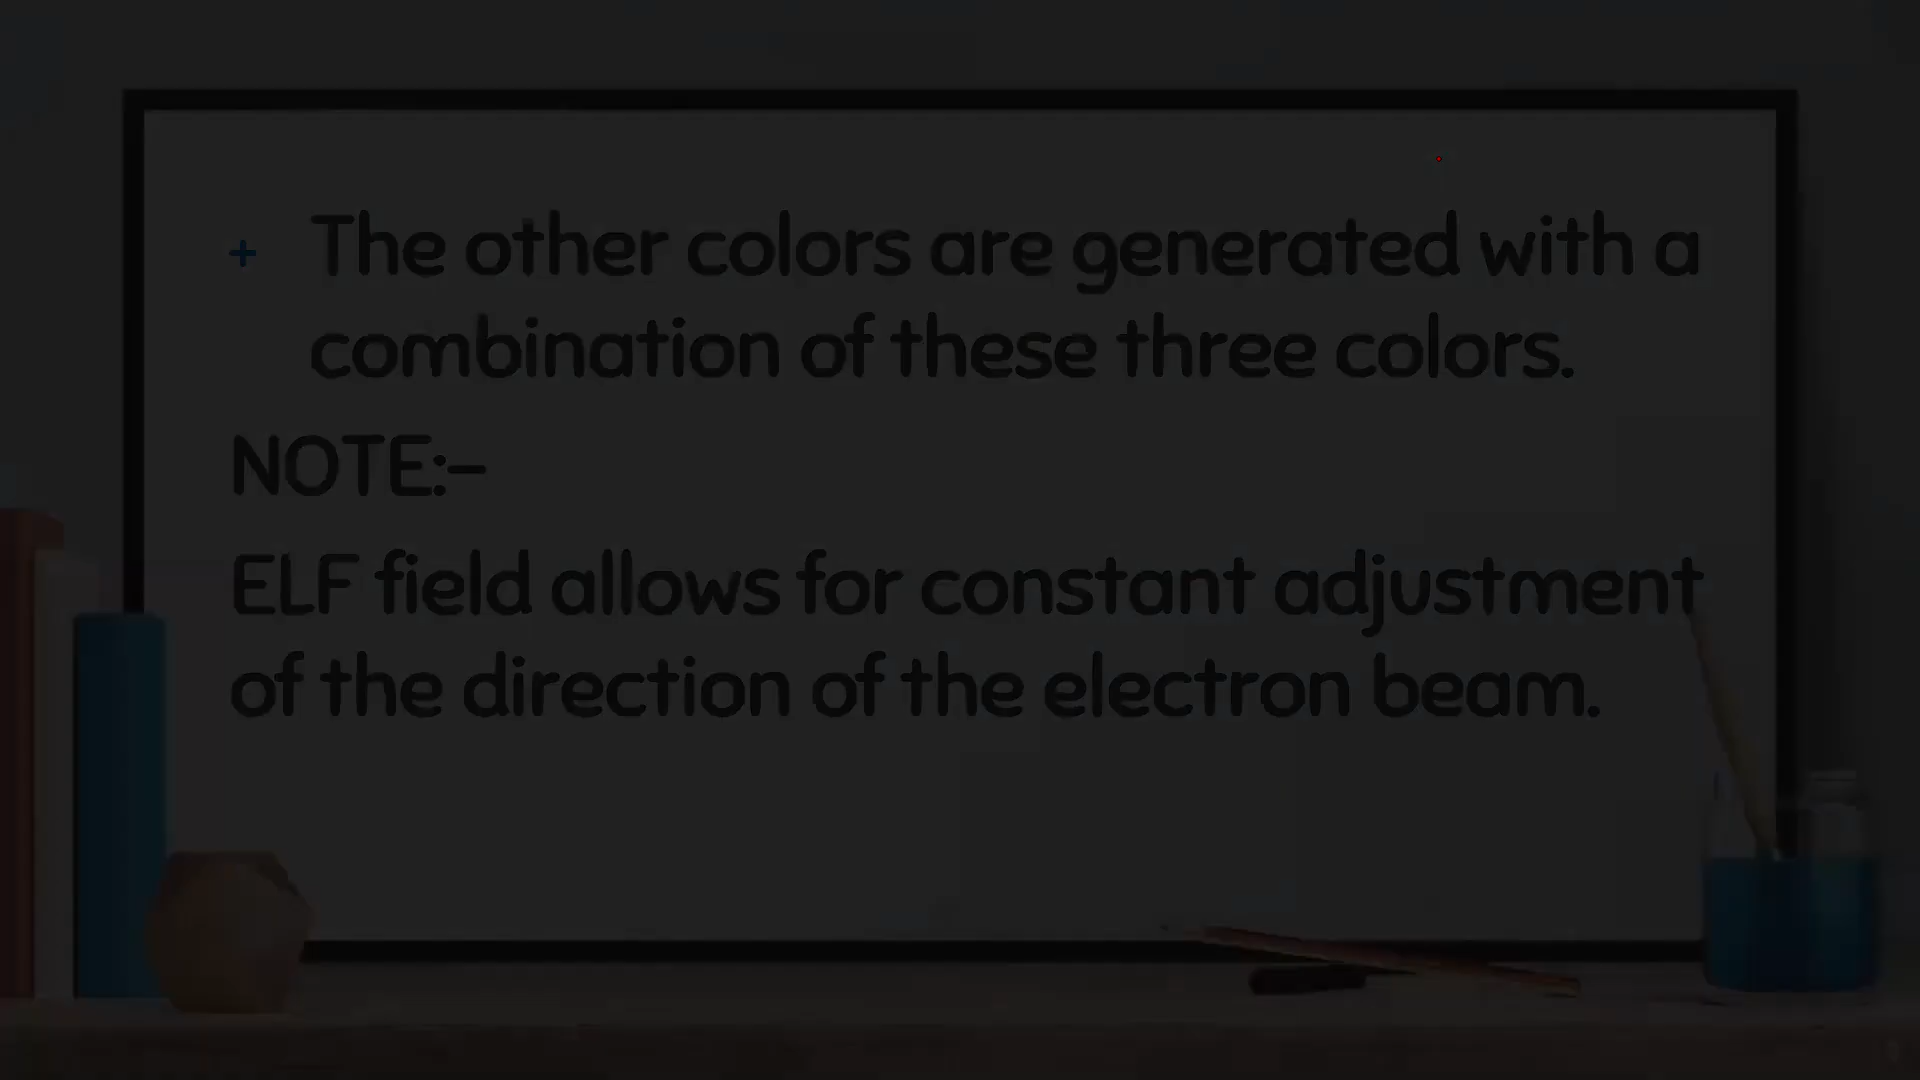 + The other colors are generated with a
combination of these three colors.
NOTE:-
ELF field allows for constant adjustment
of the direction of the electron beam.